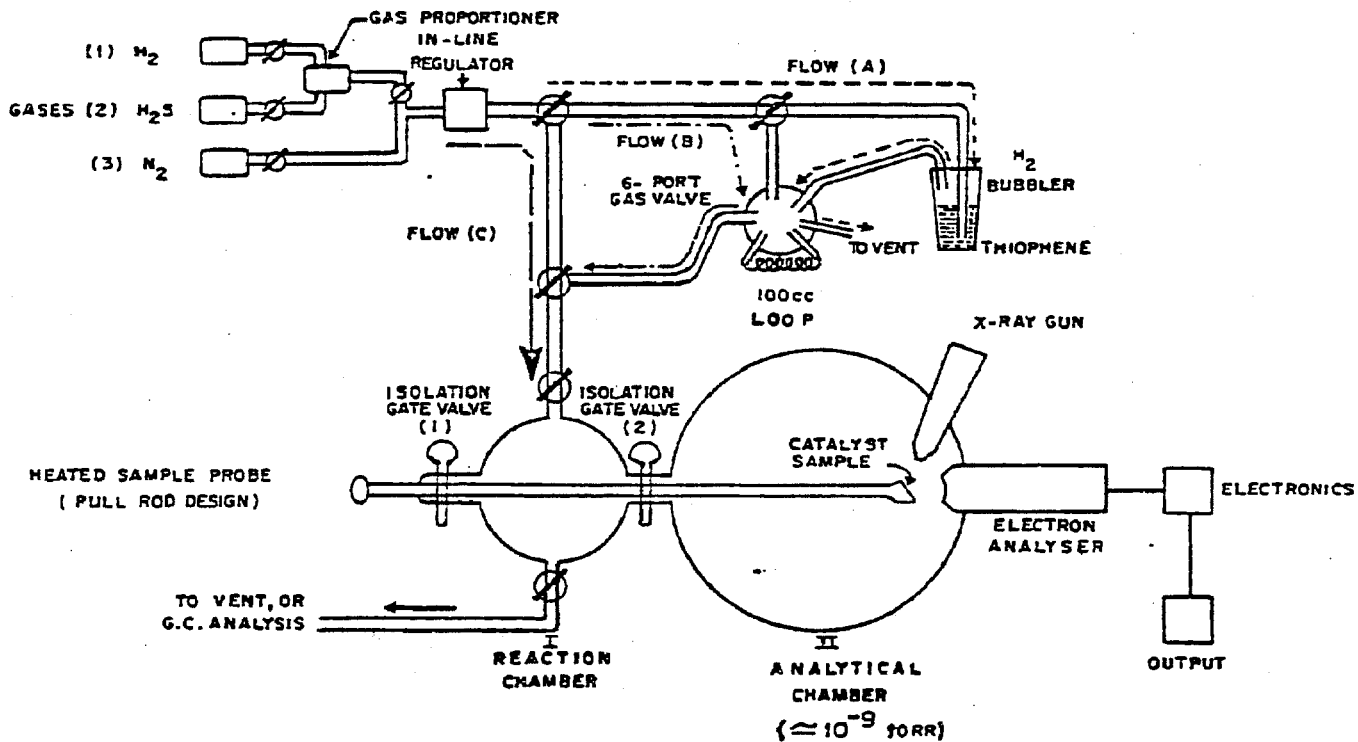 GAS PROPORTIONER
IN-LINE
REGULATOR
(1) H2
GASES (2) H2S
(3) N2
FLOW (A)
FLOW (B)
FLOW (C)
6-PORT
GAS VALVE
H2
BUBBLER
TO VENT
THIOPHENE
100cc
LOOP
X-RAY GUN
ISOLATION
GATE VALVE
(1)
ISOLATION
GATE VALVE
(2)
CATALYST
SAMPLE
HEATED SAMPLE PROBE
(PULL ROD DESIGN)
ELECTRONICS
ELECTRON
ANALYSER
TO VENT, OR
G.C. ANALYSIS
I
REACTION
CHAMBER
II
ANALYTICAL
CHAMBER
(≃10⁻⁹ TORR)
OUTPUT